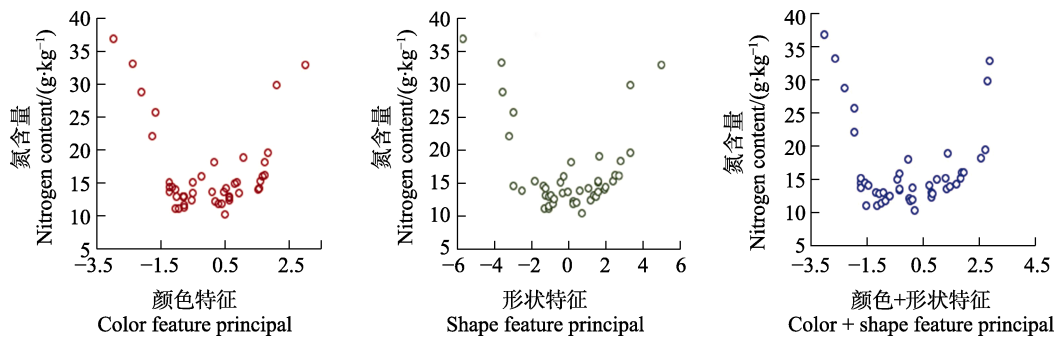 氮含量
Nitrogen content/(g·kg⁻¹)
40
35
30
25
20
15
10
5
−3.5 −1.5 0.5 2.5
颜色特征
Color feature principal
氮含量
Nitrogen content/(g·kg⁻¹)
40
35
30
25
20
15
10
5
−6 −4 −2 0 2 4 6
形状特征
Shape feature principal
氮含量
Nitrogen content/(g·kg⁻¹)
40
35
30
25
20
15
10
5
−3.5 −1.5 0.5 2.5 4.5
颜色+形状特征
Color + shape feature principal